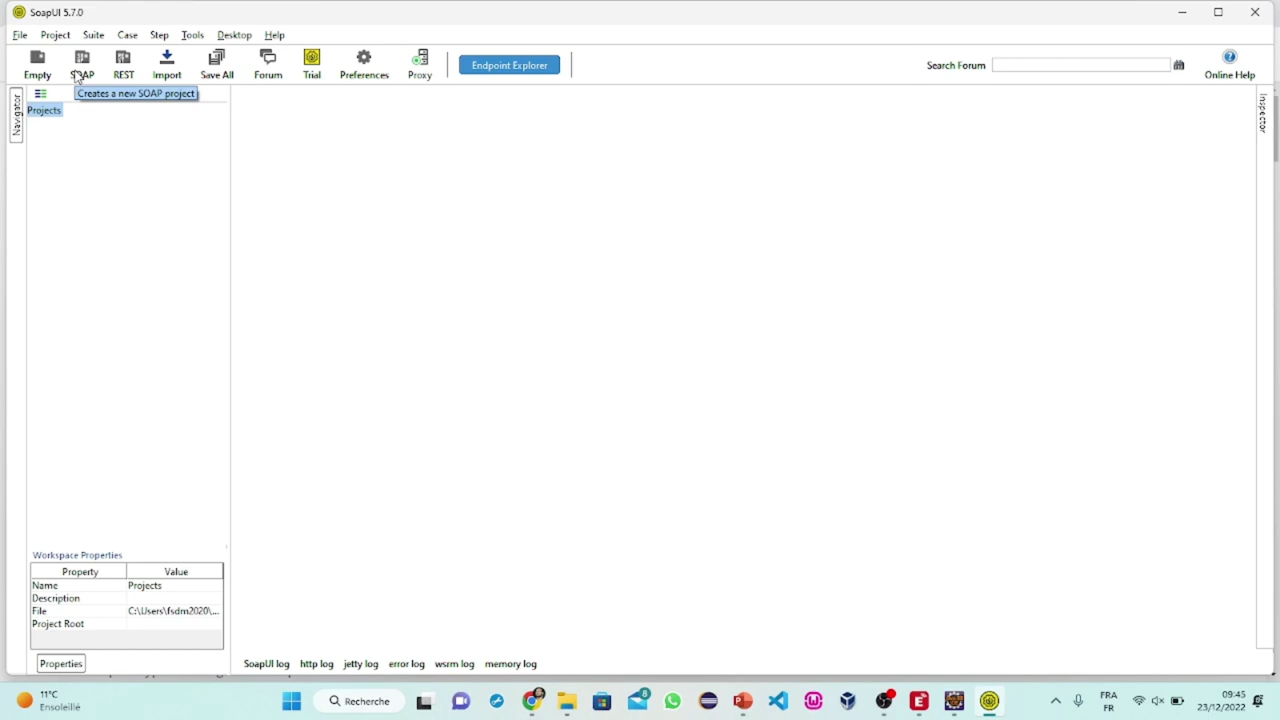 SoapUI 5.7.0
File Project Suite Case Step Tools Desktop Help
Empty SOAP REST Import Save All Forum Trial Preferences Proxy Endpoint Explorer Search Forum Online Help
Creates a new SOAP project
Navigator
Projects
Inspector
Workspace Properties
Property Value
Name Projects
Description
File C:\Users\fsdm2020\...
Project Root
Properties
SoapUI log http log jetty log error log wsrm log memory log
11°C
Ensoleillé
Recherche
8
FRA
FR
09:45
23/12/2022